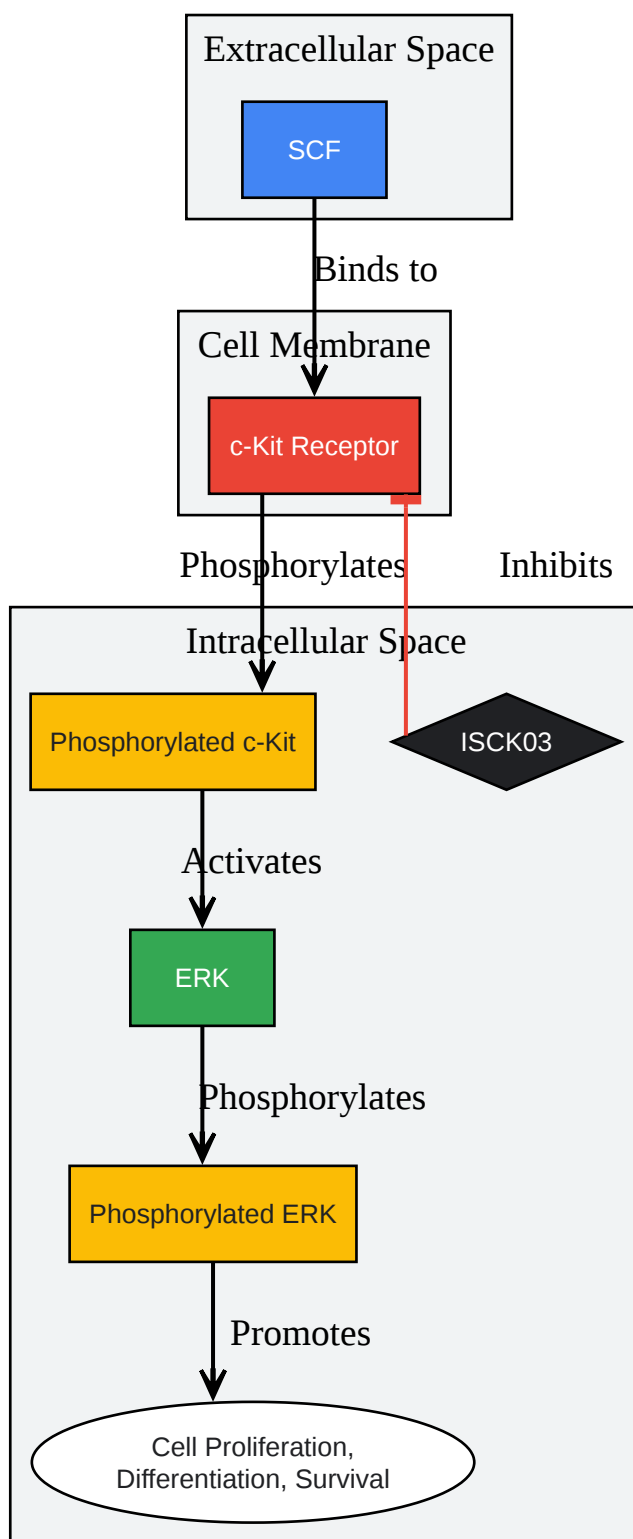 Extracellular Space
SCF
Binds to
Cell Membrane
c-Kit Receptor
Phosphorylates
Inhibits
Intracellular Space
Phosphorylated c-Kit
ISCK03
Activates
ERK
Phosphorylates
Phosphorylated ERK
Promotes
Cell Proliferation,
Differentiation, Survival